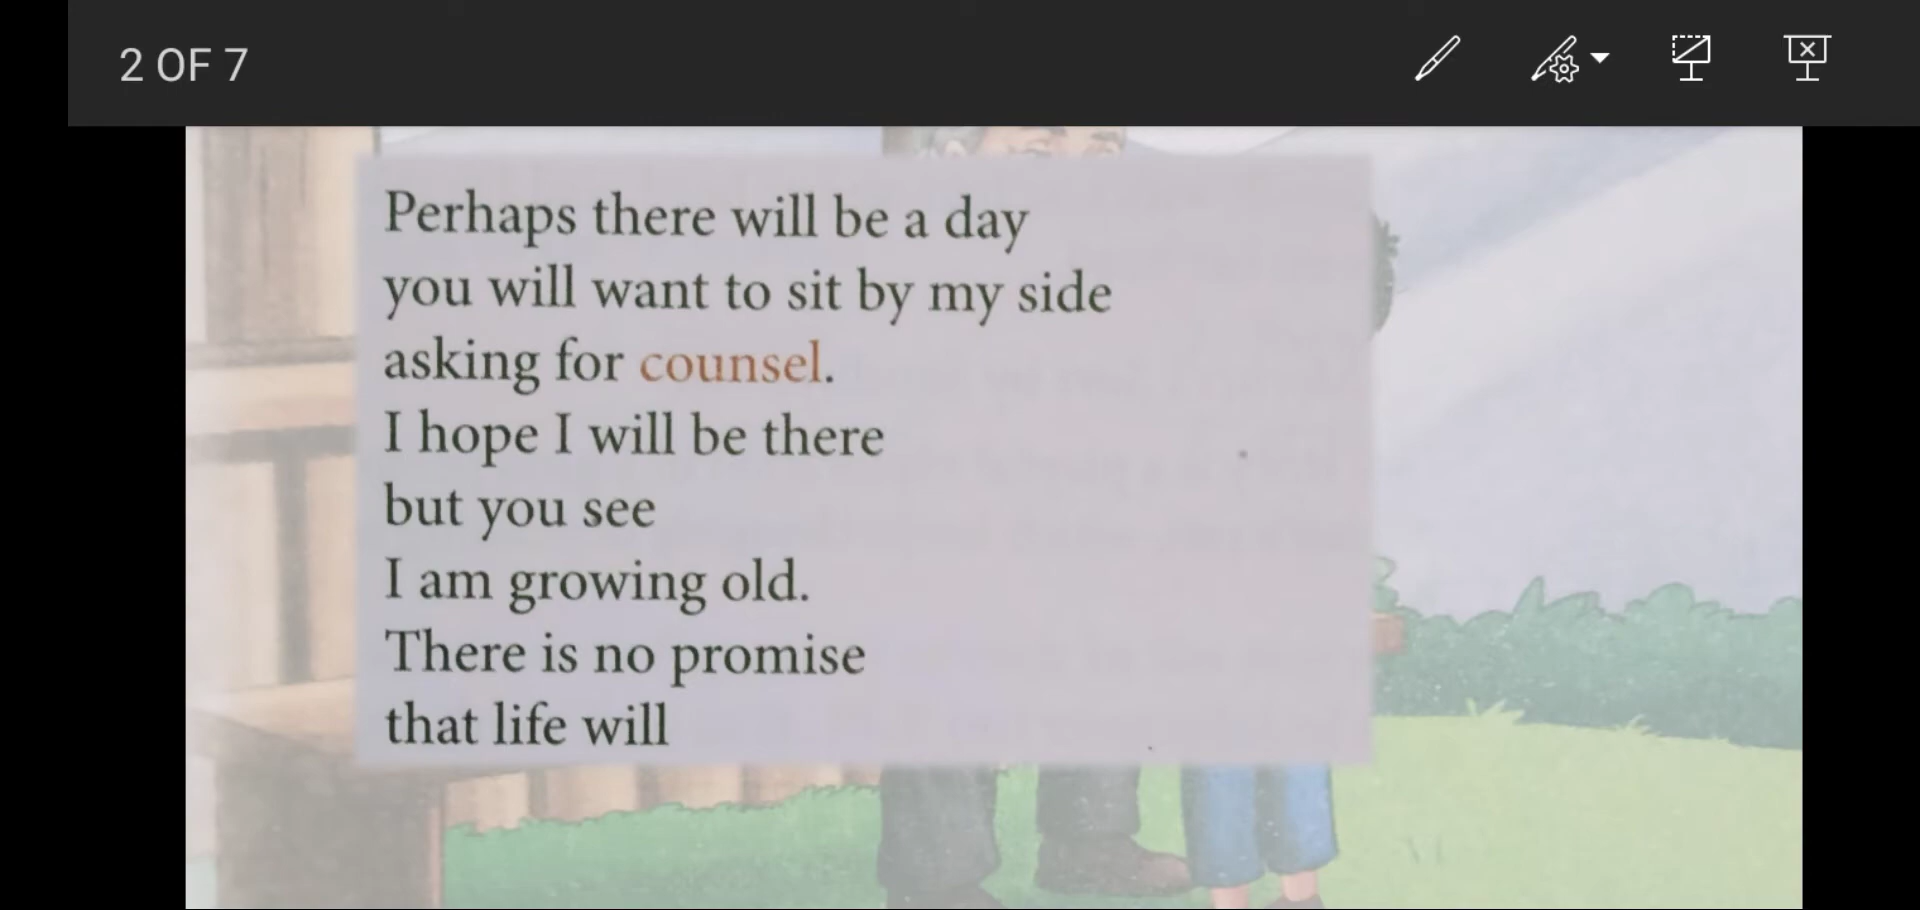 2 OF 7
Perhaps there will be a day
you will want to sit by my side
asking for counsel.
I hope I will be there
but you see
I am growing old.
There is no promise
that life will